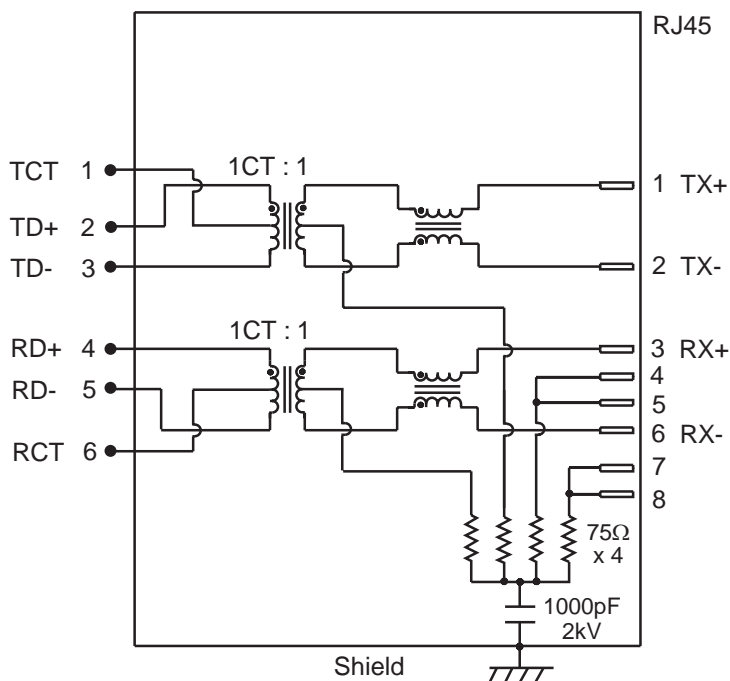 RJ45
1CT : 1
TCT 1
1 TX+
TD+ 2
TD- 3
2 TX-
1CT : 1
RD+ 4
3 RX+
4
RD- 5
5
6 RX-
RCT 6
7
8
75Ω
x 4
1000pF
2kV
Shield